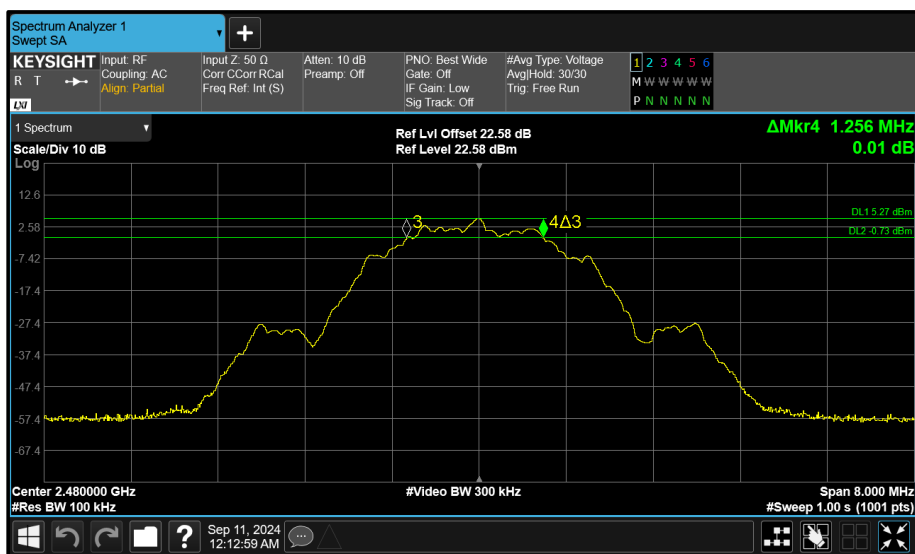 Spectrum Analyzer 1
Swept SA
KEYSIGHT
R T
LXI
Input: RF
Coupling: AC
Align: Partial
Input Z: 50 Ω
Corr CCorr RCal
Freq Ref: Int (S)
Atten: 10 dB
Preamp: Off
PNO: Best Wide
Gate: Off
IF Gain: Low
Sig Track: Off
#Avg Type: Voltage
Avg|Hold: 30/30
Trig: Free Run
1 2 3 4 5 6
M W W W W W
P N N N N N
1 Spectrum
Scale/Div 10 dB
Log
Ref Lvl Offset 22.58 dB
Ref Level 22.58 dBm
ΔMkr4 1.256 MHz
0.01 dB
12.6
2.58
-7.42
-17.4
-27.4
-37.4
-47.4
-57.4
-67.4
3
4Δ3
DL1 5.27 dBm
DL2 -0.73 dBm
Center 2.480000 GHz
#Res BW 100 kHz
#Video BW 300 kHz
Span 8.000 MHz
#Sweep 1.00 s (1001 pts)
?
Sep 11, 2024
12:12:59 AM